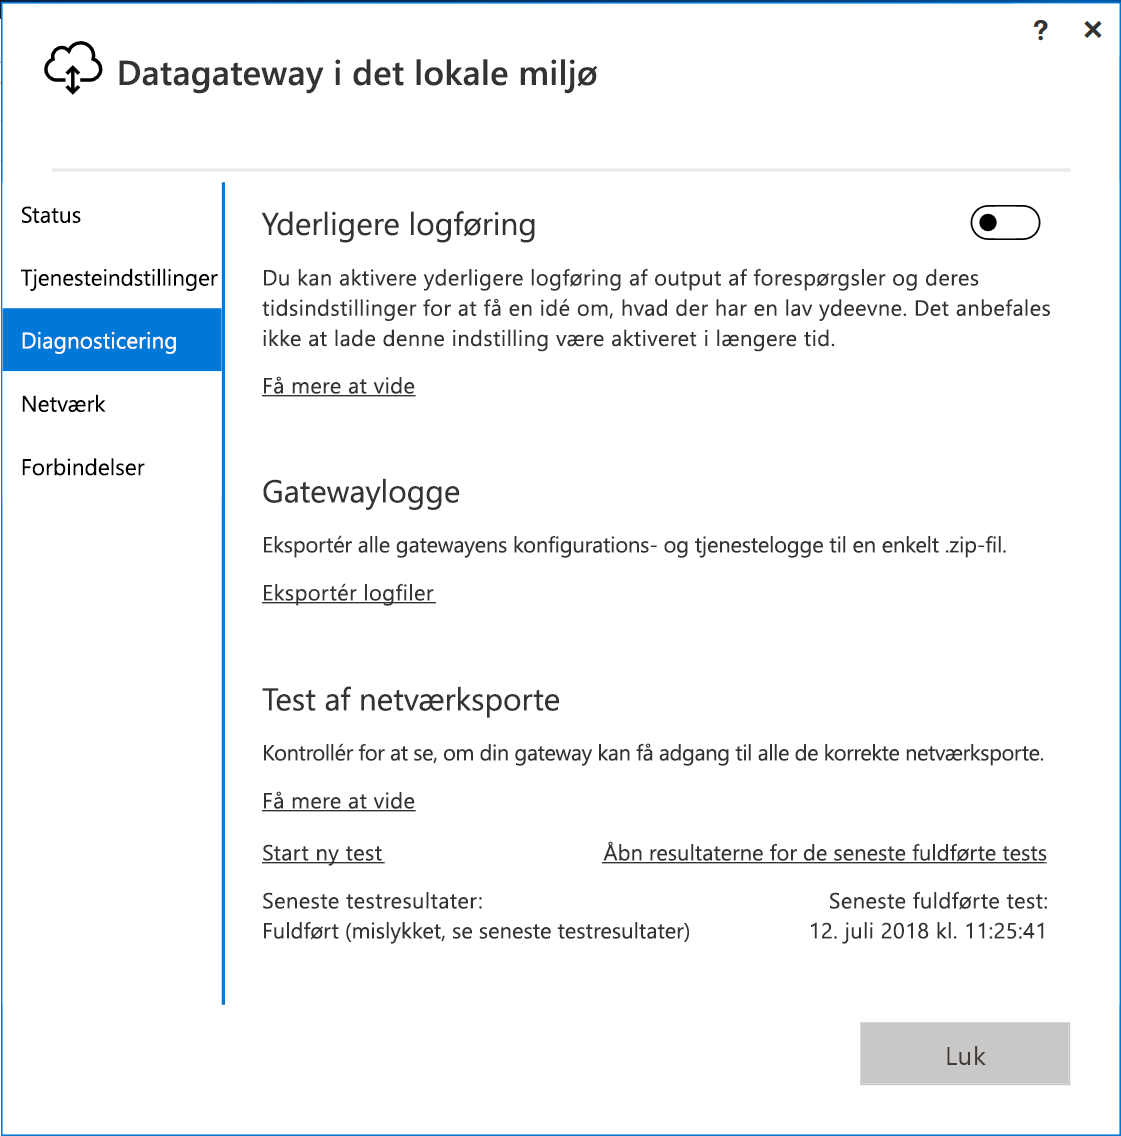 ?
Datagateway i det lokale miljø
Status
Tjenesteindstillinger
Diagnosticering
Netværk
Forbindelser
Yderligere logføring
Du kan aktivere yderligere logføring af output af forespørgsler og deres
tidsindstillinger for at få en idé om, hvad der har en lav ydeevne. Det anbefales
ikke at lade denne indstilling være aktiveret i længere tid.
Få mere at vide
Gatewaylogge
Eksportér alle gatewayens konfigurations- og tjenestelogge til en enkelt .zip-fil.
Eksportér logfiler
Test af netværksporte
Kontrollér for at se, om din gateway kan få adgang til alle de korrekte netværksporte.
Få mere at vide
Start ny test
Åbn resultaterne for de seneste fuldførte tests
Seneste testresultater:
Fuldført (mislykket, se seneste testresultater)
Seneste fuldførte test:
12. juli 2018 kl. 11:25:41
Luk